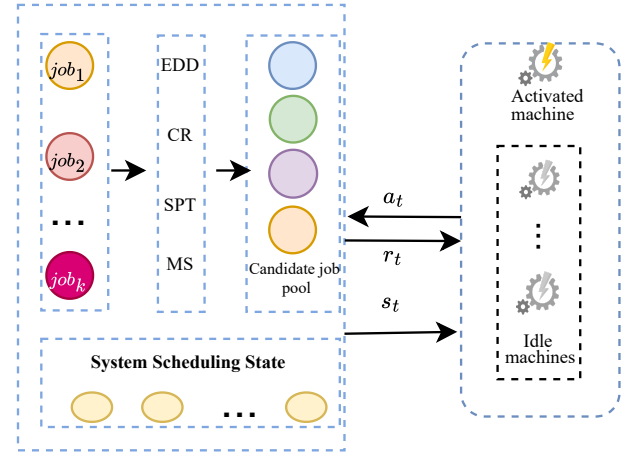 job₁
job₂
...
jobₖ
EDD
CR
SPT
MS
Candidate job
pool
System Scheduling State
...
aₜ
rₜ
sₜ
Activated
machine
Idle
machines